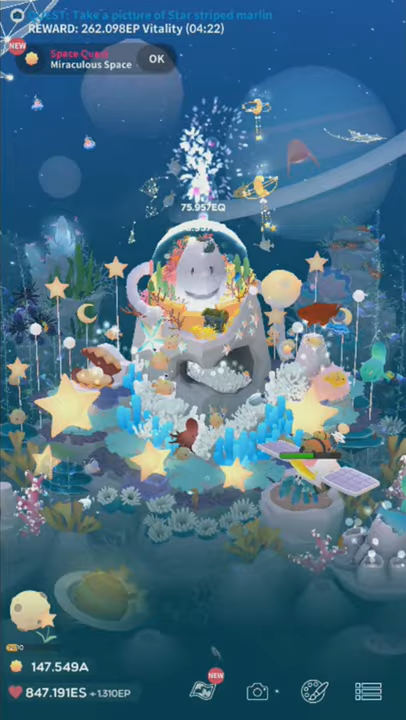 QUEST: Take a picture of Star striped marlin
REWARD: 262.098EP Vitality (04:22)
NEW
Space Quest
Miraculous Space
OK
75.957EQ
147.549A
847.191ES + 1.310EP
NEW